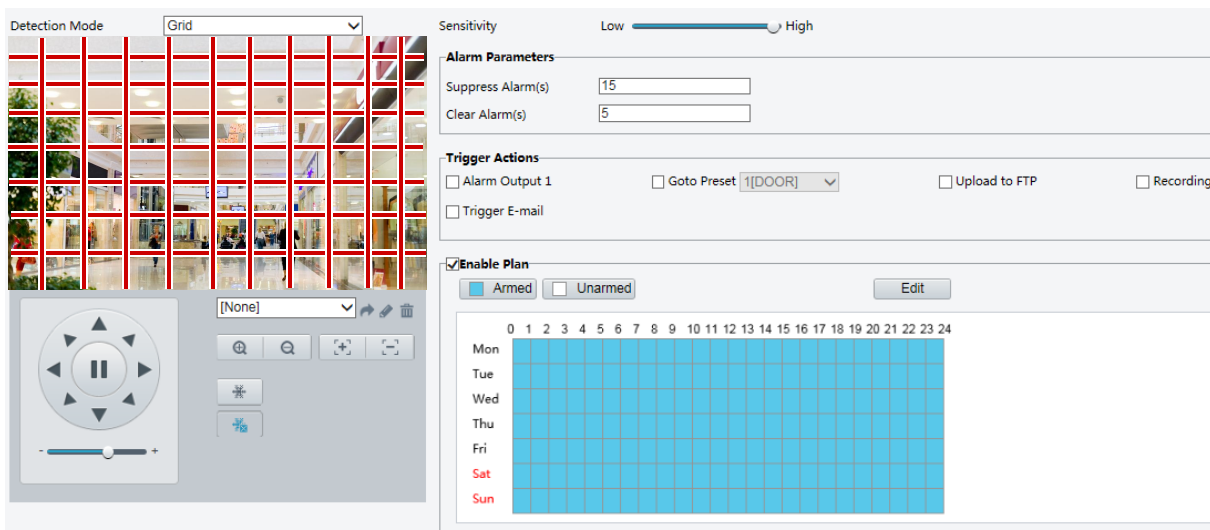 Detection Mode Grid
Sensitivity Low High
Alarm Parameters
Suppress Alarm(s) 15
Clear Alarm(s) 5
Trigger Actions
Alarm Output 1 Goto Preset 1[DOOR] Upload to FTP Recording
Trigger E-mail
Enable Plan
Armed Unarmed Edit
[None]
- +
0 1 2 3 4 5 6 7 8 9 10 11 12 13 14 15 16 17 18 19 20 21 22 23 24
Mon
Tue
Wed
Thu
Fri
Sat
Sun